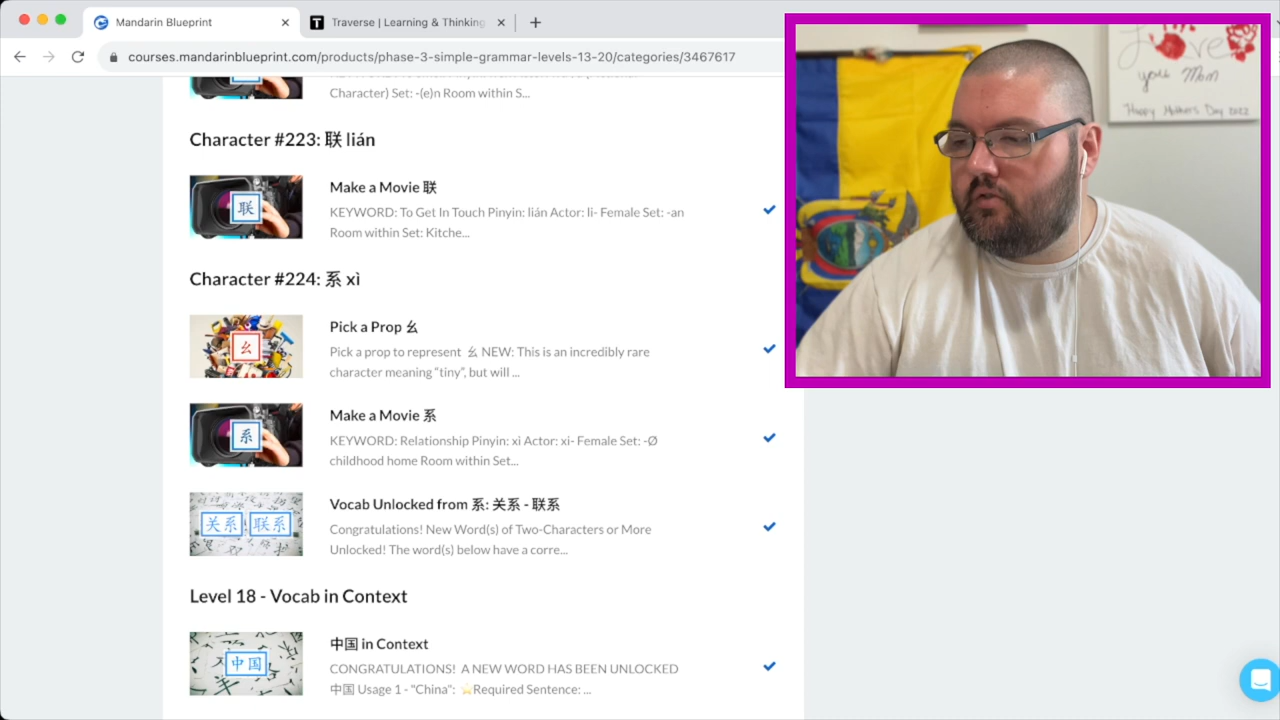 Mandarin Blueprint
Traverse | Learning & Thinking
courses.mandarinblueprint.com/products/phase-3-simple-grammar-levels-13-20/categories/3467617
Character) Set: -(e)n Room within S...
Character #223: 联 lián
联
Make a Movie 联
KEYWORD: To Get In Touch Pinyin: lián Actor: li- Female Set: -an
Room within Set: Kitche...
Character #224: 系 xì
幺
Pick a Prop 幺
Pick a prop to represent 幺 NEW: This is an incredibly rare
character meaning “tiny”, but will ...
系
Make a Movie 系
KEYWORD: Relationship Pinyin: xì Actor: xi- Female Set: -Ø
childhood home Room within Set...
关系 联系
Vocab Unlocked from 系: 关系 - 联系
Congratulations! New Word(s) of Two-Characters or More
Unlocked! The word(s) below have a corre...
Level 18 - Vocab in Context
中国
中国 in Context
CONGRATULATIONS! A NEW WORD HAS BEEN UNLOCKED
中国 Usage 1 - "China": ⭐Required Sentence: ...
Love
you Mom
Happy Mothers Day 2022